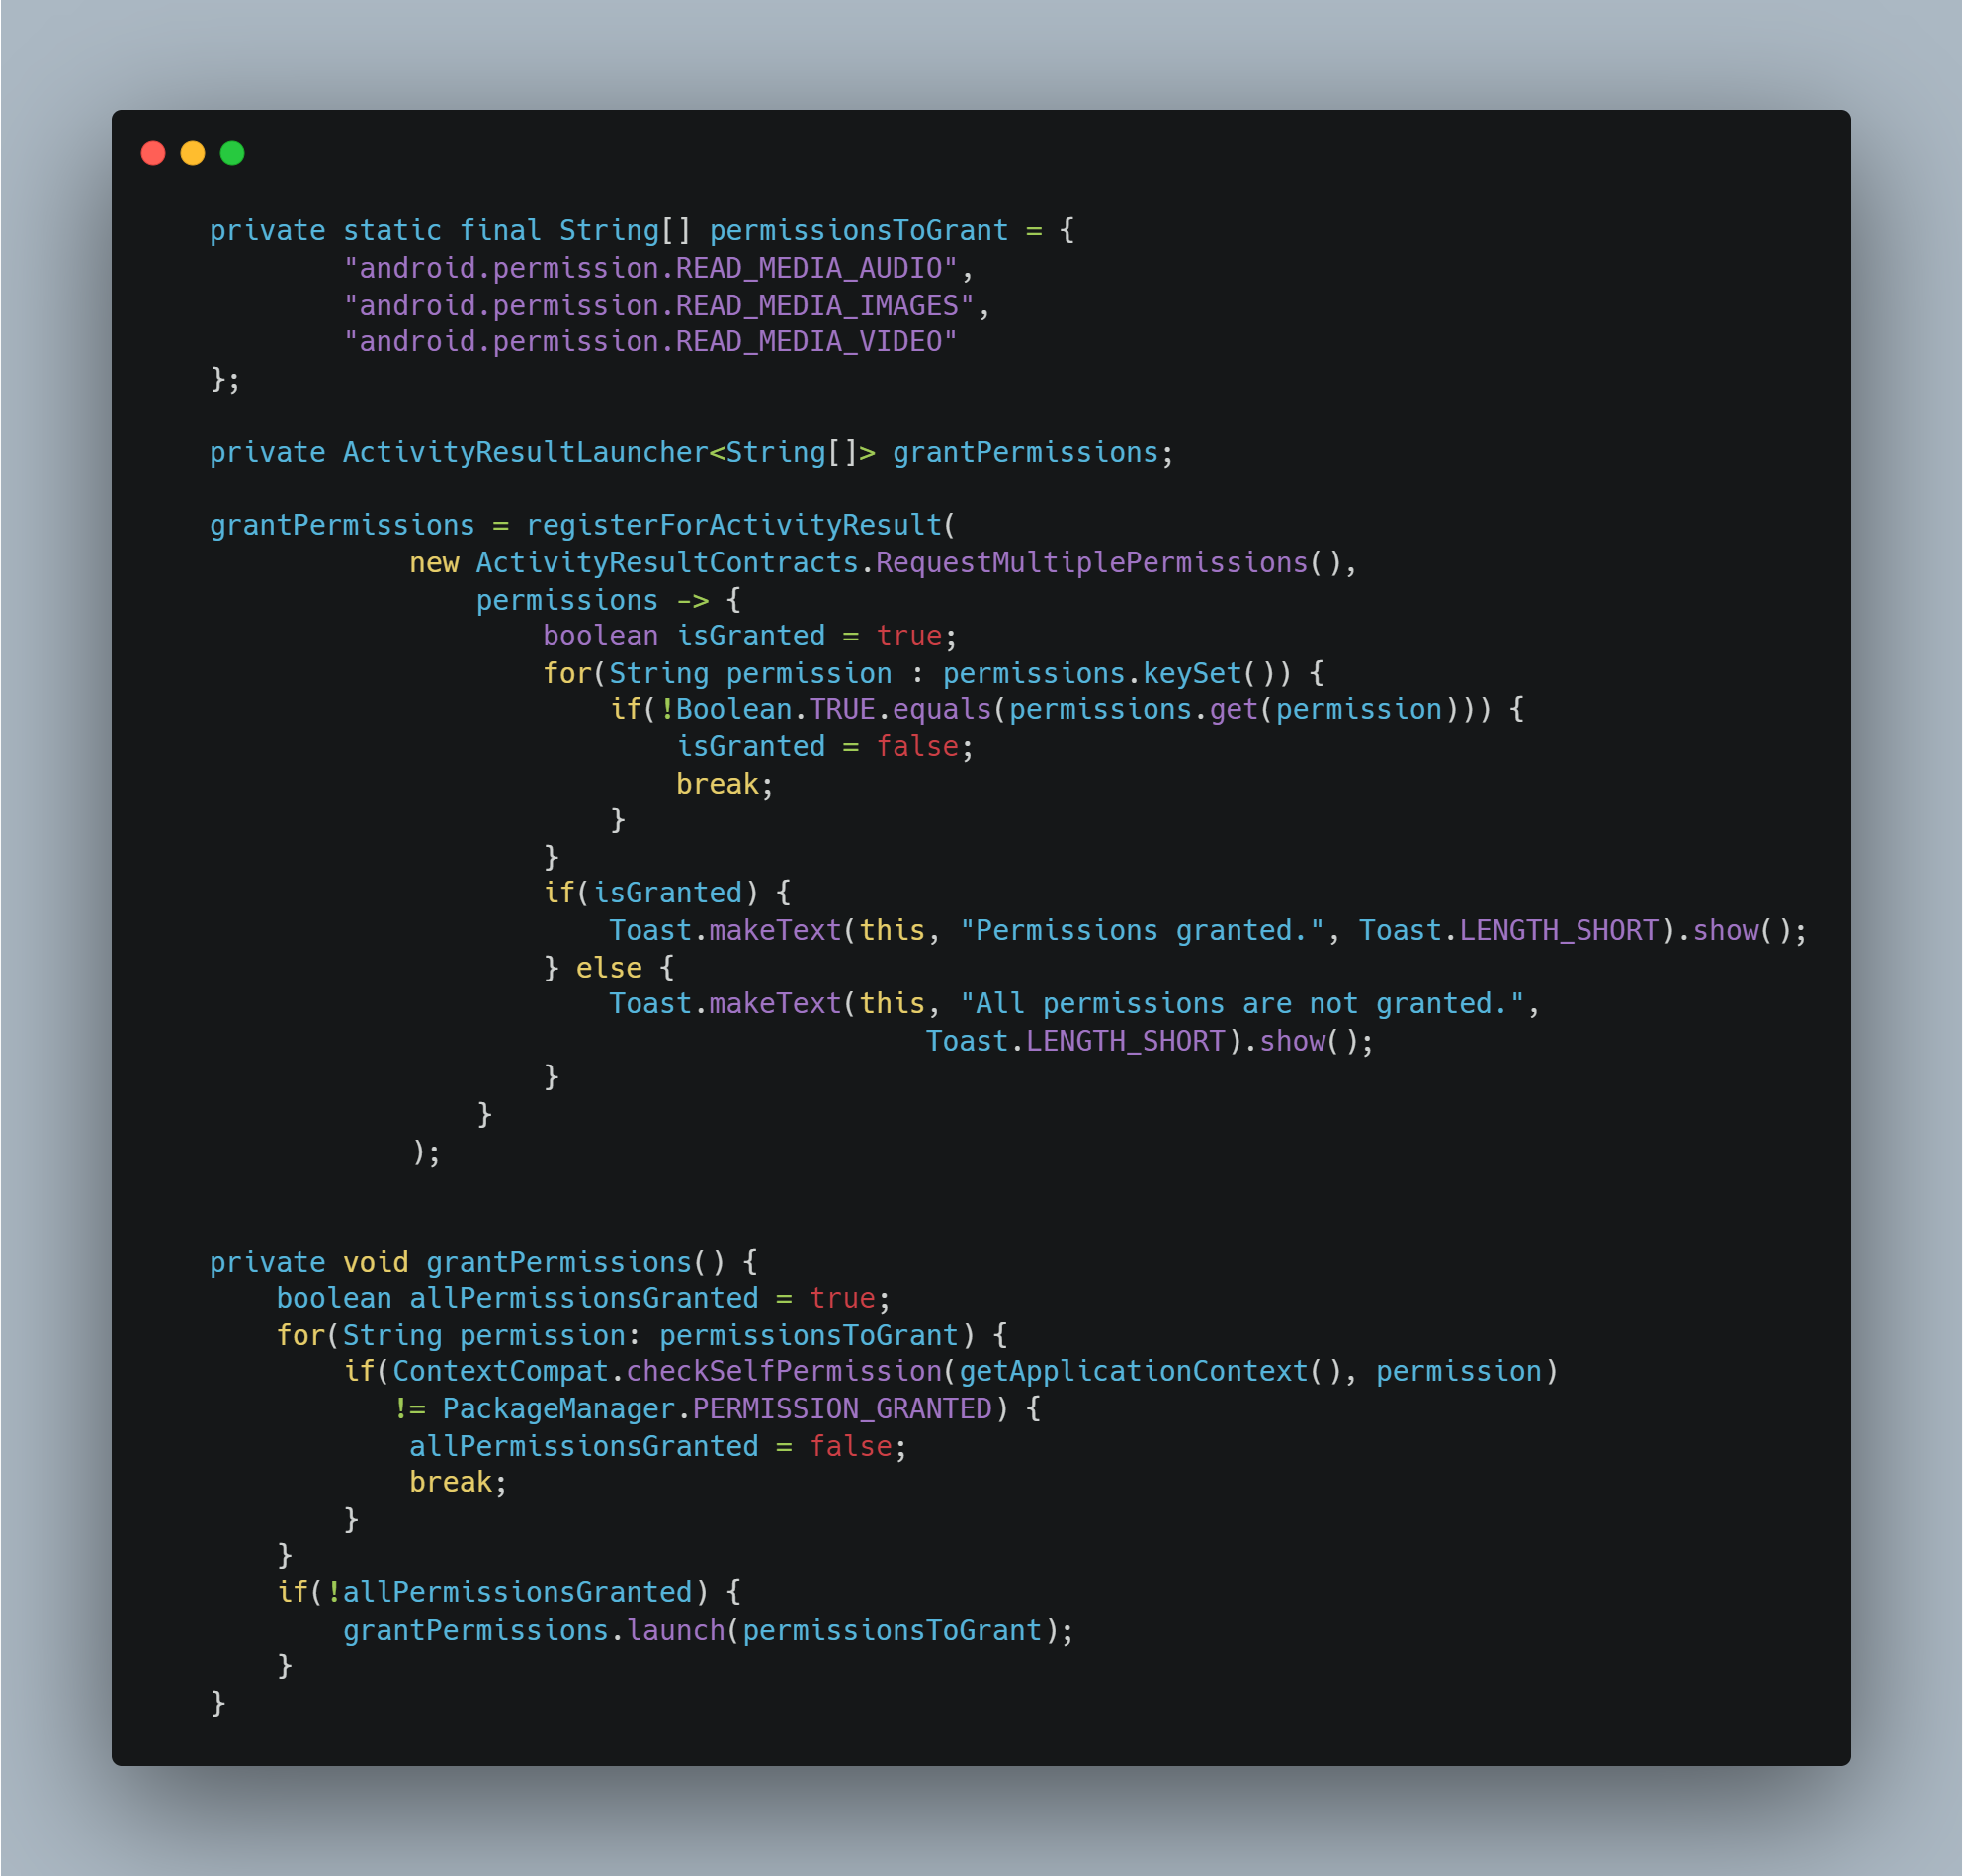 private static final String[] permissionsToGrant = {
        "android.permission.READ_MEDIA_AUDIO",
        "android.permission.READ_MEDIA_IMAGES",
        "android.permission.READ_MEDIA_VIDEO"
};

private ActivityResultLauncher<String[]> grantPermissions;

grantPermissions = registerForActivityResult(
            new ActivityResultContracts.RequestMultiplePermissions(),
                permissions -> {
                    boolean isGranted = true;
                    for(String permission : permissions.keySet()) {
                        if(!Boolean.TRUE.equals(permissions.get(permission))) {
                            isGranted = false;
                            break;
                        }
                    }
                    if(isGranted) {
                        Toast.makeText(this, "Permissions granted.", Toast.LENGTH_SHORT).show();
                    } else {
                        Toast.makeText(this, "All permissions are not granted.",
                                           Toast.LENGTH_SHORT).show();
                    }
                }
            );


private void grantPermissions() {
    boolean allPermissionsGranted = true;
    for(String permission: permissionsToGrant) {
        if(ContextCompat.checkSelfPermission(getApplicationContext(), permission)
           != PackageManager.PERMISSION_GRANTED) {
            allPermissionsGranted = false;
            break;
        }
    }
    if(!allPermissionsGranted) {
        grantPermissions.launch(permissionsToGrant);
    }
}